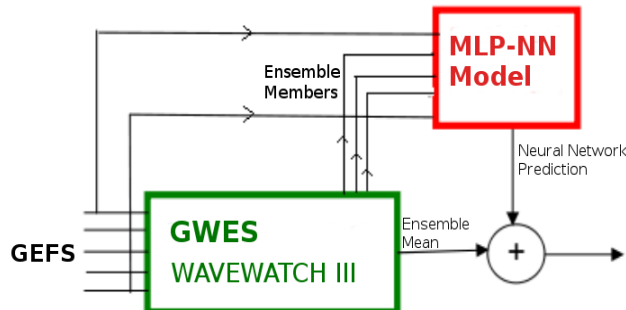 MLP-NN
Model
Ensemble
Members
Neural Network
Prediction
GWES
WAVEWATCH III
Ensemble
Mean
GEFS
+